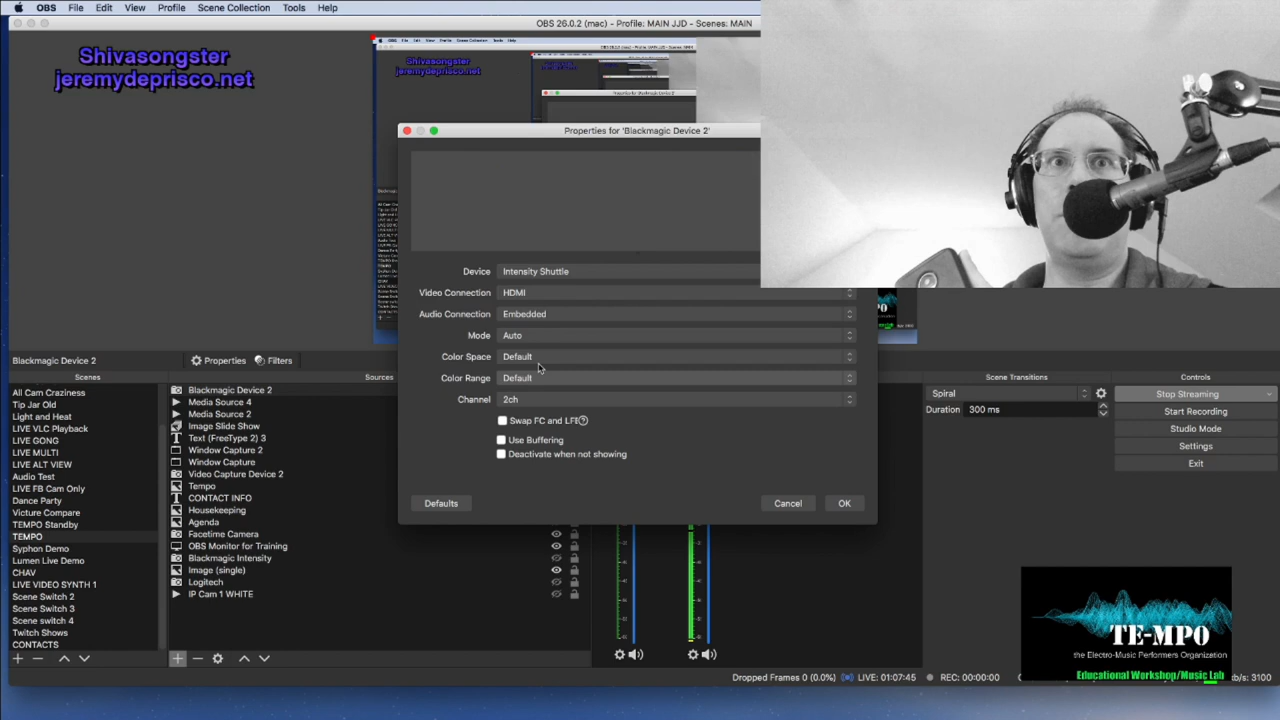 OBS File Edit View Profile Scene Collection Tools Help
OBS 26.0.2 (mac) - Profile: MAIN JJD - Scenes: MAIN
Shivasongster
jeremydeprisco.net
Shivasongster
jeremydeprisco.net
Properties for 'Blackmagic Device 2'
Device Intensity Shuttle
Video Connection HDMI
Audio Connection Embedded
Mode Auto
Color Space Default
Color Range Default
Channel 2ch
Swap FC and LFE
Use Buffering
Deactivate when not showing
Defaults Cancel OK
Blackmagic Device 2 Properties Filters
Scenes
All Cam Craziness
Tip Jar Old
Light and Heat
LIVE VLC Playback
LIVE GONG
LIVE MULTI
LIVE ALT VIEW
Audio Test
LIVE FB Cam Only
Dance Party
Victure Compare
TEMPO Standby
TEMPO
Syphon Demo
Lumen Live Demo
CHAV
LIVE VIDEO SYNTH 1
Scene Switch 2
Scene Switch 3
Scene switch 4
Twitch Shows
CONTACTS
Sources
Blackmagic Device 2
Media Source 4
Media Source 2
Image Slide Show
Text (FreeType 2) 3
Window Capture 2
Window Capture
Video Capture Device 2
Tempo
CONTACT INFO
Housekeeping
Agenda
Facetime Camera
OBS Monitor for Training
Blackmagic Intensity
Image (single)
Logitech
IP Cam 1 WHITE
Scene Transitions
Spiral
Duration 300 ms
Controls
Stop Streaming
Start Recording
Studio Mode
Settings
Exit
TE-MPO
the Electro-Music Performers Organization
Educational Workshop/Music Lab
Dropped Frames 0 (0.0%) LIVE: 01:07:45 REC: 00:00:00 kb/s: 3100